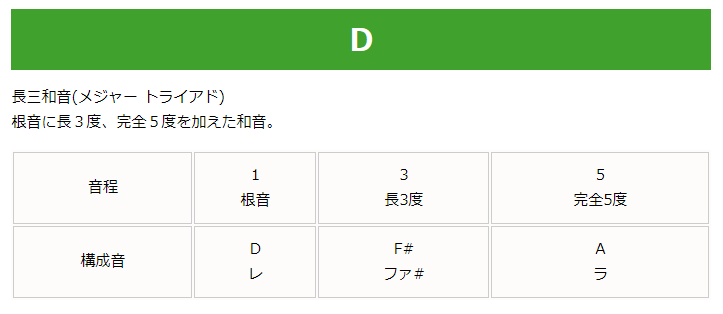 D
長三和音(メジャー トライアド)
根音に長３度、完全５度を加えた和音。
音程
1
根音
3
長3度
5
完全5度
構成音
D
レ
F#
ファ#
A
ラ